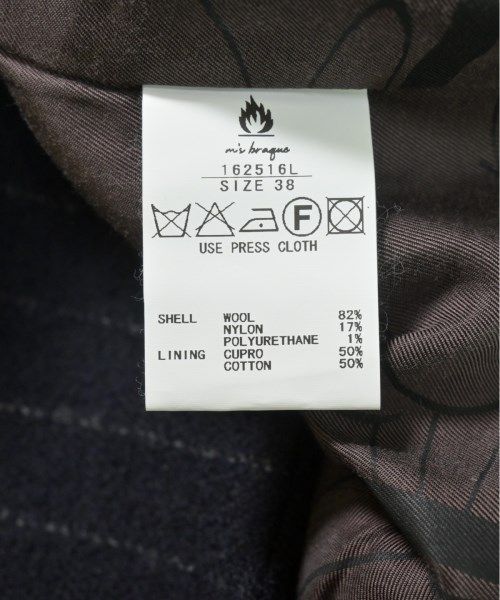 m's braque
162516L
SIZE 38
F
USE PRESS CLOTH
SHELL WOOL 82%
NYLON 17%
POLYURETHANE 1%
LINING CUPRO 50%
COTTON 50%